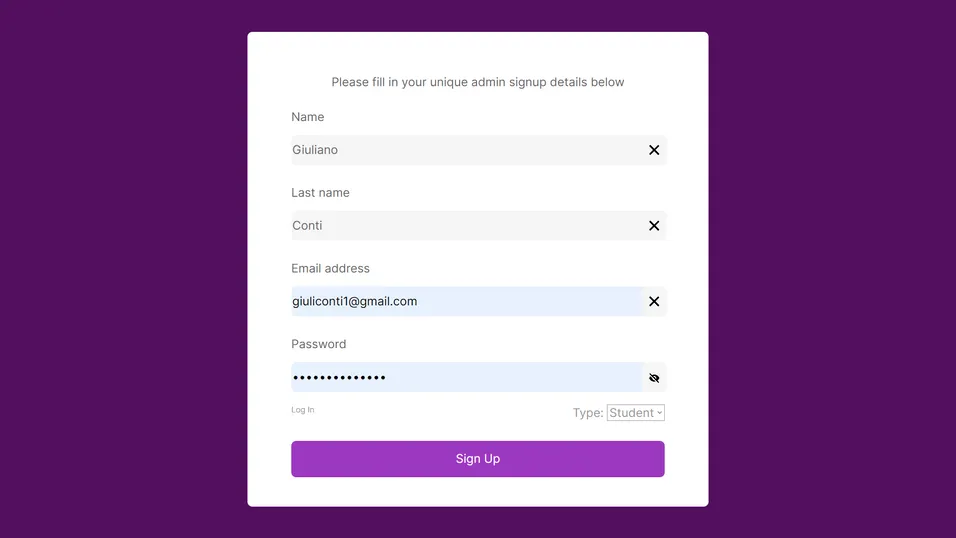 Please fill in your unique admin signup details below
Name
Giuliano
Last name
Conti
Email address
giuliconti1@gmail.com
Password
••••••••••••••
Log In
Type: Student
Sign Up